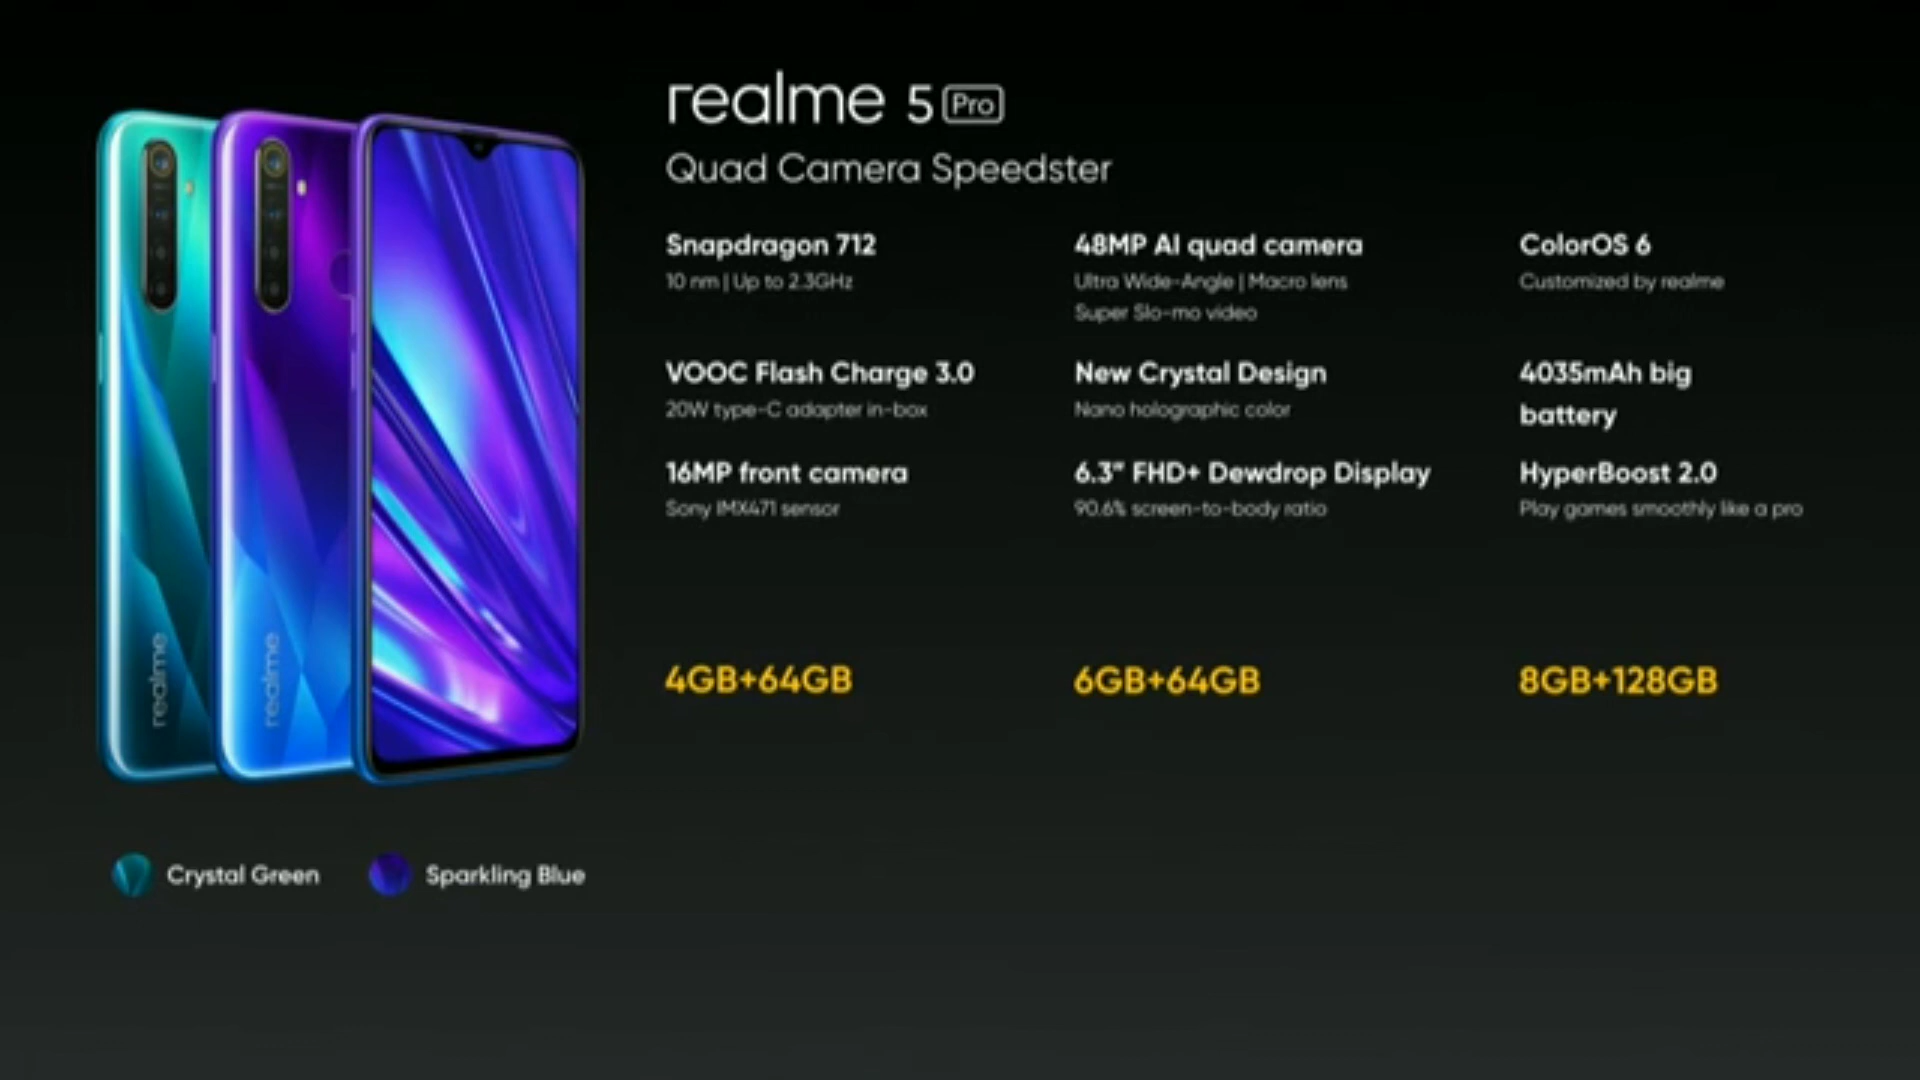 realme 5 Pro
Quad Camera Speedster
Snapdragon 712
10 nm | Up to 2.3GHz
48MP AI quad camera
Ultra Wide-Angle | Macro lens
Super Slo-mo video
ColorOS 6
Customized by realme
VOOC Flash Charge 3.0
20W type-C adapter in-box
New Crystal Design
Nano holographic color
4035mAh big
battery
16MP front camera
Sony IMX471 sensor
6.3" FHD+ Dewdrop Display
90.6% screen-to-body ratio
HyperBoost 2.0
Play games smoothly like a pro
4GB+64GB
6GB+64GB
8GB+128GB
realme
realme
Crystal Green
Sparkling Blue